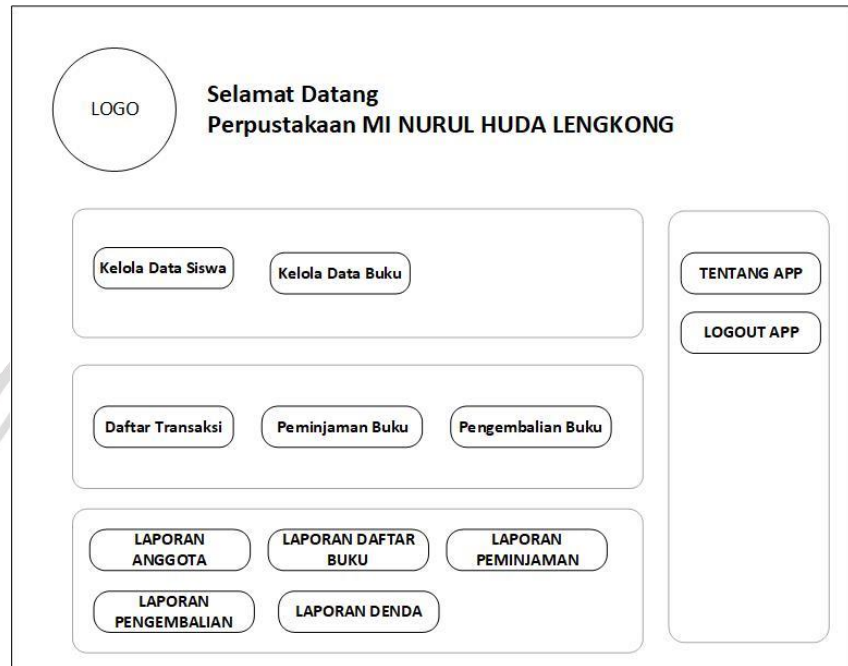 LOGO
Selamat Datang
Perpustakaan MI NURUL HUDA LENGKONG
Kelola Data Siswa
Kelola Data Buku
TENTANG APP
LOGOUT APP
Daftar Transaksi
Peminjaman Buku
Pengembalian Buku
LAPORAN
ANGGOTA
LAPORAN DAFTAR
BUKU
LAPORAN
PEMINJAMAN
LAPORAN
PENGEMBALIAN
LAPORAN DENDA